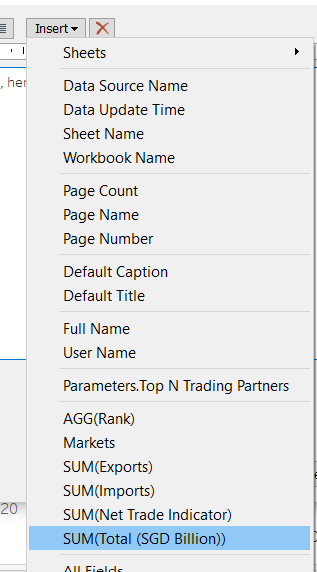 Insert
Sheets
, her
Data Source Name
Data Update Time
Sheet Name
Workbook Name
Page Count
Page Name
Page Number
Default Caption
Default Title
Full Name
User Name
Parameters.Top N Trading Partners
AGG(Rank)
Markets
SUM(Exports)
SUM(Imports)
20
SUM(Net Trade Indicator)
SUM(Total (SGD Billion))
All Fields